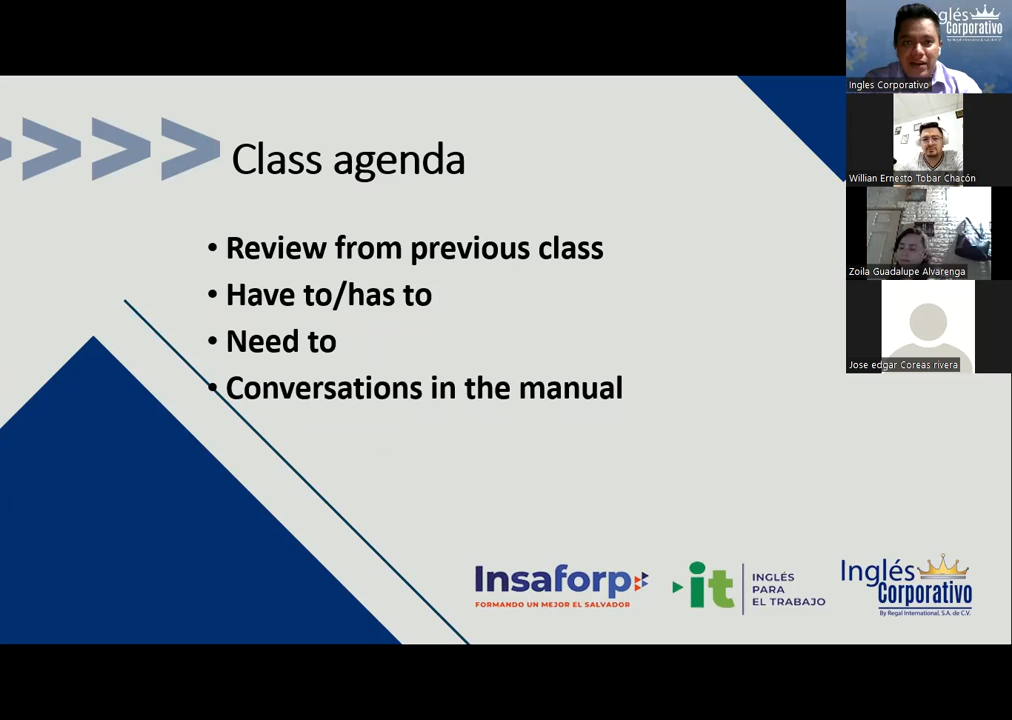 Class agenda
• Review from previous class
• Have to/has to
• Need to
• Conversations in the manual
Insaforp
FORMANDO UN MEJOR EL SALVADOR
it
INGLÉS
PARA
EL TRABAJO
Inglés
Corporativo
By Regal International, S.A. de C.V.
glés
Corporativo
Ingles Corporativo
Willian Ernesto Tobar Chacón
Zoila Guadalupe Alvarenga
Jose edgar Coreas rivera